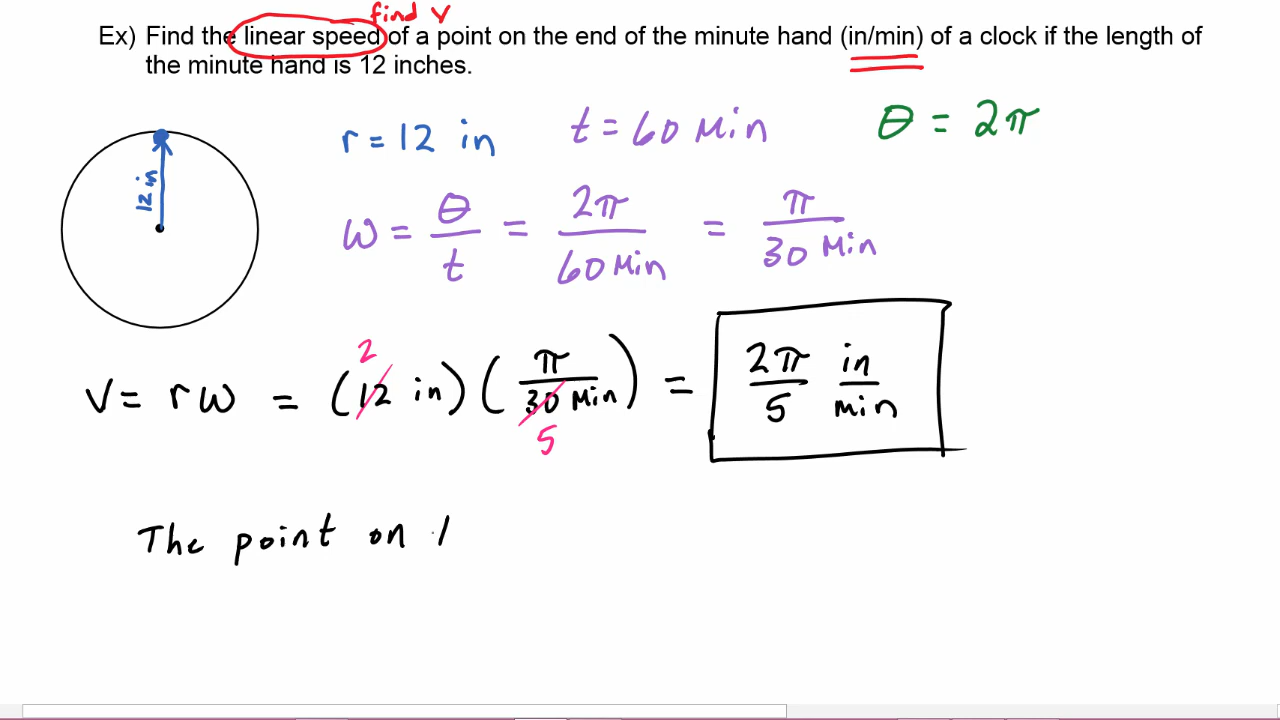 find v
Ex) Find the linear speed of a point on the end of the minute hand (in/min) of a clock if the length of
the minute hand is 12 inches.
r = 12 in t = 60 Min θ = 2π
12 in
ω = θ/t = 2π/60 Min = π/30 Min
2
v = rω = (12 in)(π/30 Min) = 2π/5 in/min
5
The point on